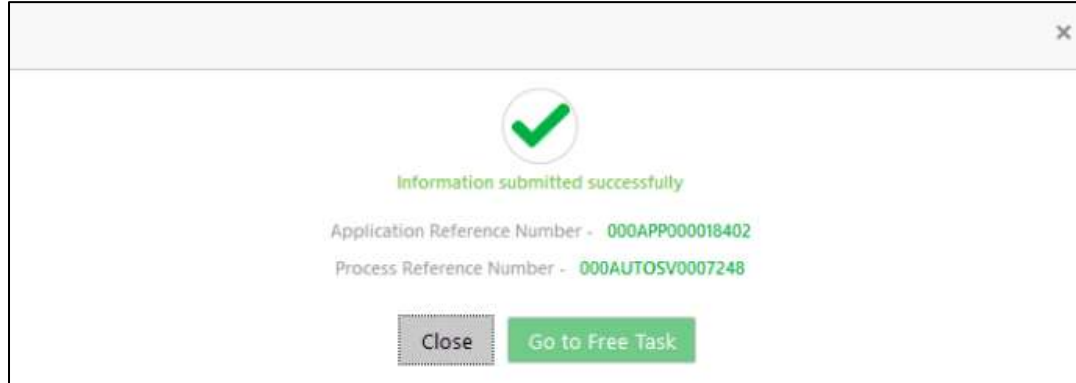 ×
Information submitted successfully
Application Reference Number - 000APP000018402
Process Reference Number - 000AUTOSV0007248
Close Go to Free Task